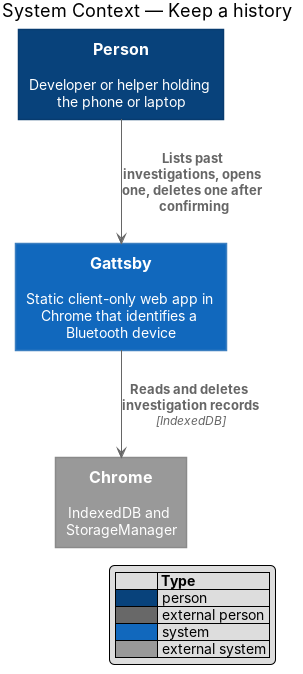 System Context — Keep a history
Person
Developer or helper holding
the phone or laptop
Lists past
investigations, opens
one, deletes one after
confirming
Gattsby
Static client-only web app in
Chrome that identifies a
Bluetooth device
Reads and deletes
investigation records
[IndexedDB]
Chrome
IndexedDB and
StorageManager
Type
person
external person
system
external system